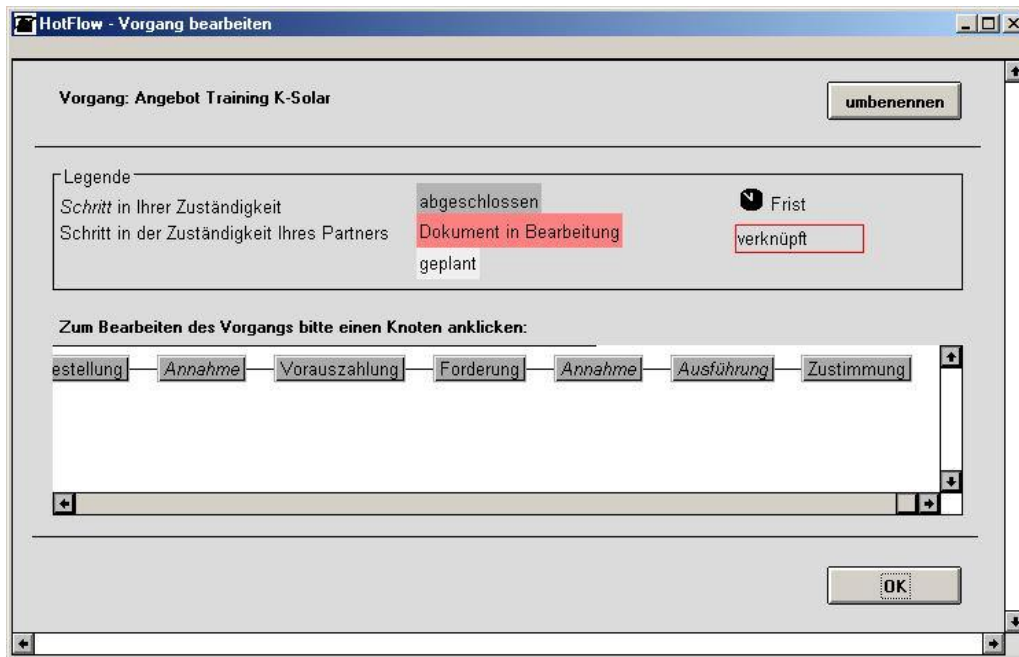 HotFlow - Vorgang bearbeiten
Vorgang: Angebot Training K-Solar
umbenennen
Legende
Schritt in Ihrer Zuständigkeit
Schritt in der Zuständigkeit Ihres Partners
abgeschlossen
Dokument in Bearbeitung
geplant
Frist
verknüpft
Zum Bearbeiten des Vorgangs bitte einen Knoten anklicken:
estellung Annahme Vorauszahlung Forderung Annahme Ausführung Zustimmung
OK